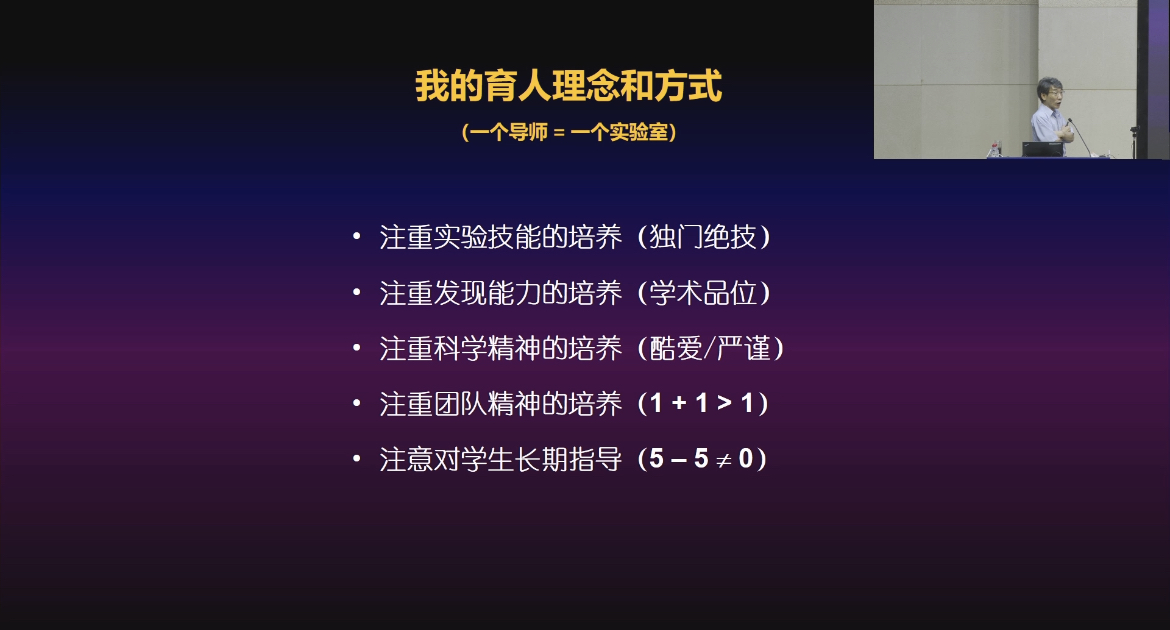 我的育人理念和方式
(一个导师 = 一个实验室)
• 注重实验技能的培养（独门绝技）
• 注重发现能力的培养（学术品位）
• 注重科学精神的培养（酷爱/严谨）
• 注重团队精神的培养（1 + 1 > 1）
• 注意对学生长期指导（5 – 5 ≠ 0）